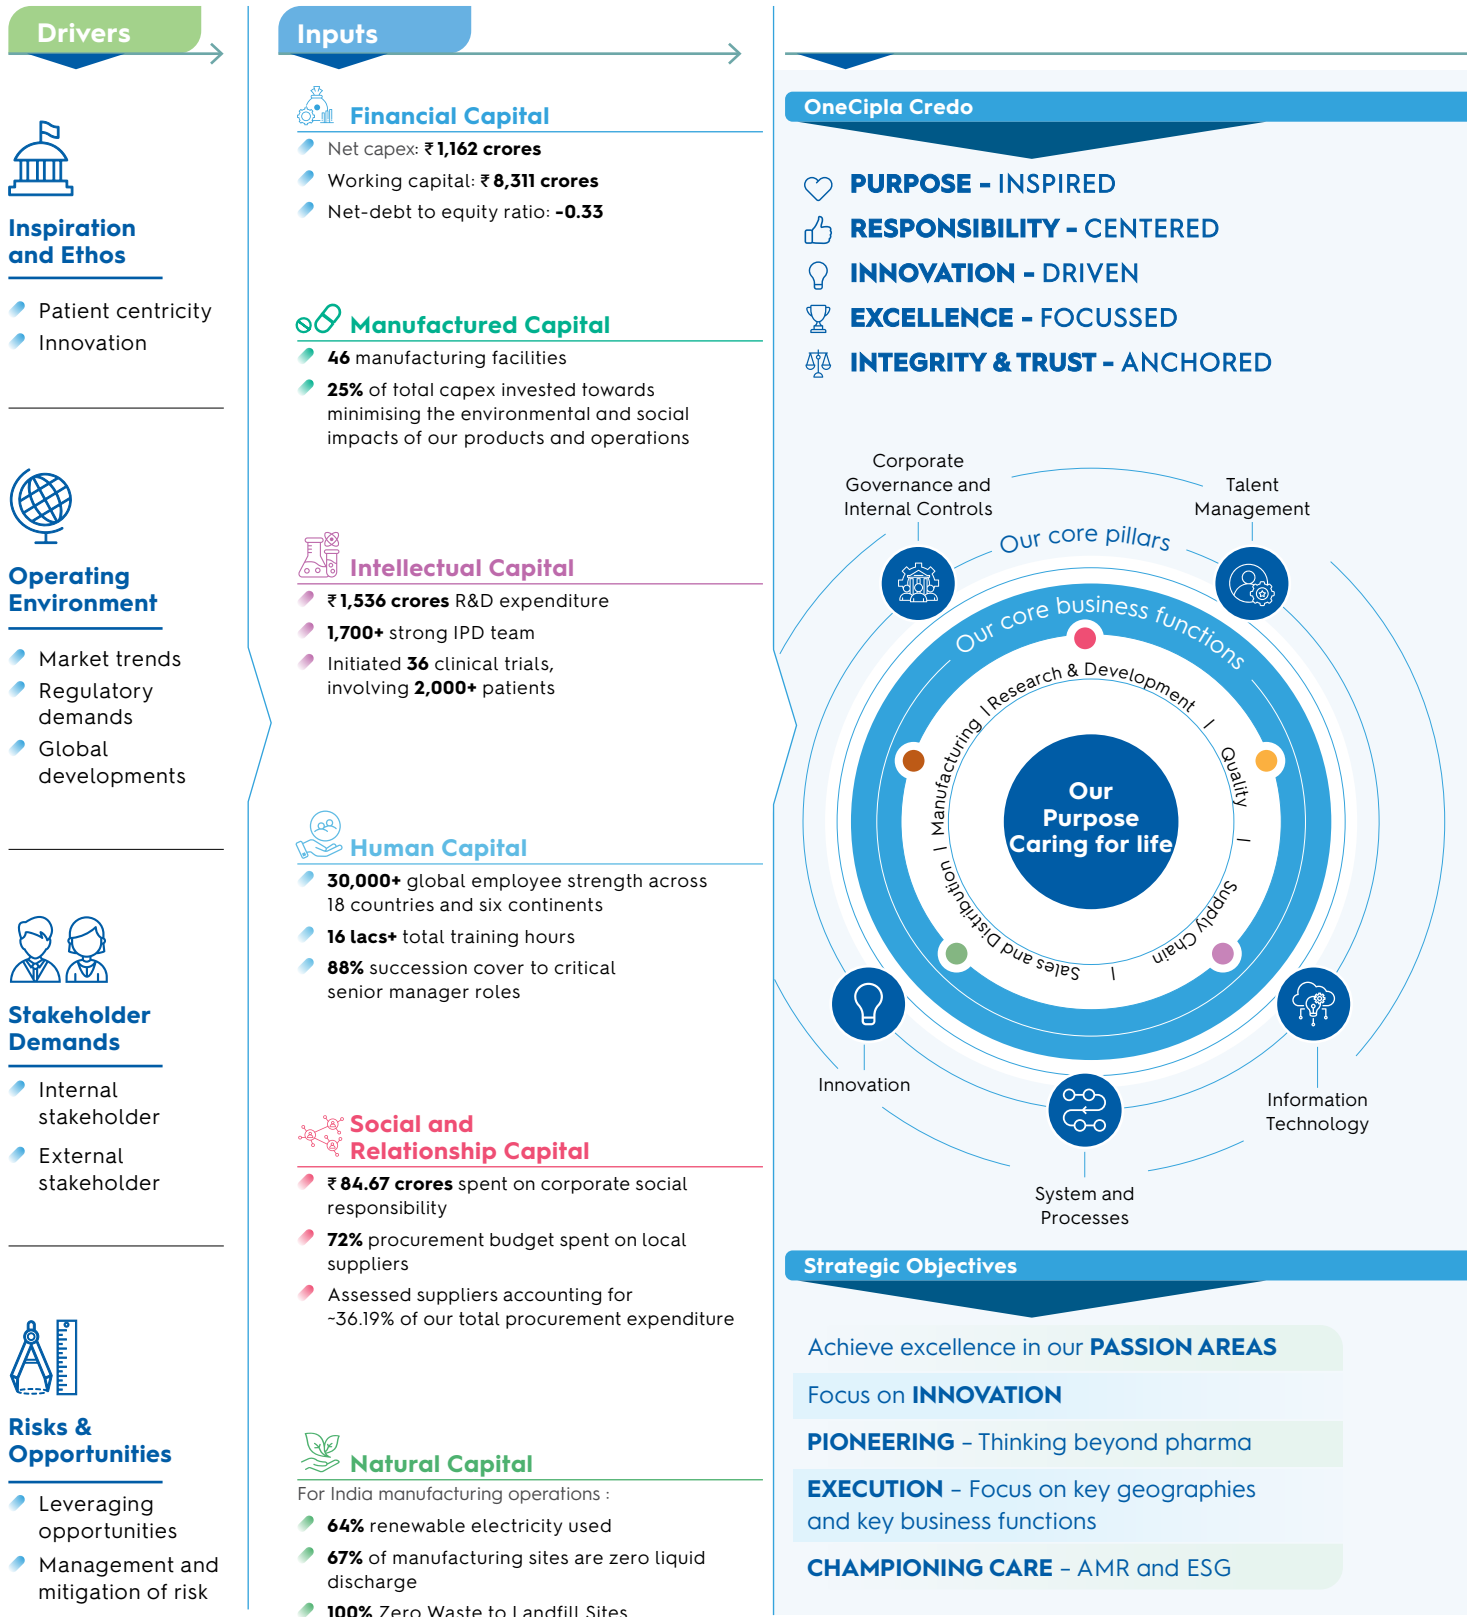 Drivers
Inspiration
and Ethos
Patient centricity
Innovation
Operating
Environment
Market trends
Regulatory
demands
Global
developments
Stakeholder
Demands
Internal
stakeholder
External
stakeholder
Risks &
Opportunities
Leveraging
opportunities
Management and
mitigation of risk
Inputs
Financial Capital
Net capex: ₹ 1,162 crores
Working capital: ₹ 8,311 crores
Net-debt to equity ratio: -0.33
Manufactured Capital
46 manufacturing facilities
25% of total capex invested towards
minimising the environmental and social
impacts of our products and operations
Intellectual Capital
₹ 1,536 crores R&D expenditure
1,700+ strong IPD team
Initiated 36 clinical trials,
involving 2,000+ patients
Human Capital
30,000+ global employee strength across
18 countries and six continents
16 lacs+ total training hours
88% succession cover to critical
senior manager roles
Social and
Relationship Capital
₹ 84.67 crores spent on corporate social
responsibility
72% procurement budget spent on local
suppliers
Assessed suppliers accounting for
~36.19% of our total procurement expenditure
Natural Capital
For India manufacturing operations :
64% renewable electricity used
67% of manufacturing sites are zero liquid
discharge
100% Zero Waste to Landfill Sites
OneCipla Credo
PURPOSE - INSPIRED
RESPONSIBILITY - CENTERED
INNOVATION - DRIVEN
EXCELLENCE - FOCUSSED
INTEGRITY & TRUST - ANCHORED
Corporate
Governance and
Internal Controls
Talent
Management
Our core pillars
Our core business functions
Research & Development |
Quality |
Supply Chain |
Sales and Distribution |
Manufacturing |
Our
Purpose
Caring for life
Innovation
Information
Technology
System and
Processes
Strategic Objectives
Achieve excellence in our PASSION AREAS
Focus on INNOVATION
PIONEERING – Thinking beyond pharma
EXECUTION – Focus on key geographies
and key business functions
CHAMPIONING CARE – AMR and ESG